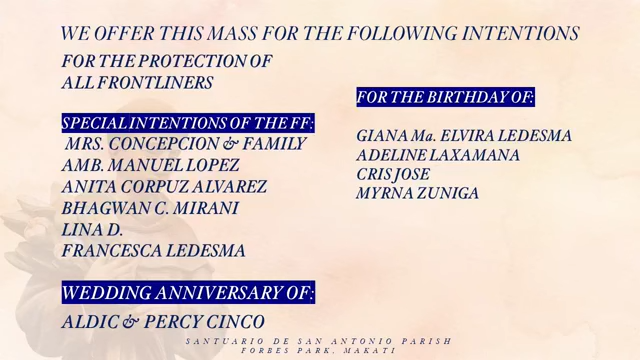 WE OFFER THIS MASS FOR THE FOLLOWING INTENTIONS
FOR THE PROTECTION OF
ALL FRONTLINERS
SPECIAL INTENTIONS OF THE FF:
MRS. CONCEPCION & FAMILY
AMB. MANUEL LOPEZ
ANITA CORPUZ ALVAREZ
BHAGWAN C. MIRANI
LINA D.
FRANCESCA LEDESMA
WEDDING ANNIVERSARY OF:
ALDIC & PERCY CINCO
FOR THE BIRTHDAY OF:
GIANA Ma. ELVIRA LEDESMA
ADELINE LAXAMANA
CRIS JOSE
MYRNA ZUNIGA
SANTUARIO DE SAN ANTONIO PARISH
FORBES PARK, MAKATI